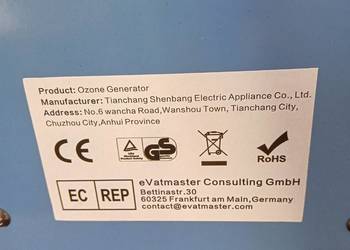 Product: Ozone Generator
Manufacturer: Tianchang Shenbang Electric Appliance Co., Ltd.
Address: No.6 wancha Road,Wanshou Town, Tianchang City,
Chuzhou City,Anhui Province
CE
RoHS
EC REP
eVatmaster Consulting GmbH
Bettinastr.30
60325 Frankfurt am Main,Germany
contact@evatmaster.com